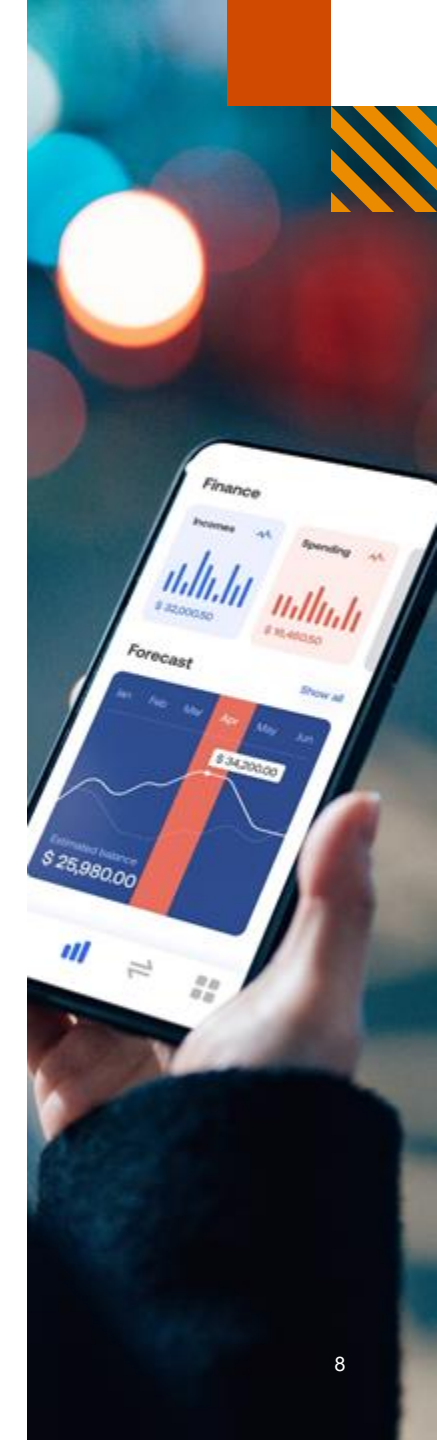 Finance
Incomes
$ 32,000.50
Spending
$ 16,460.50
Forecast
Show all
Jan Feb Mar Apr May Jun
$ 34,200.00
Estimated balance
$ 25,980.00
8